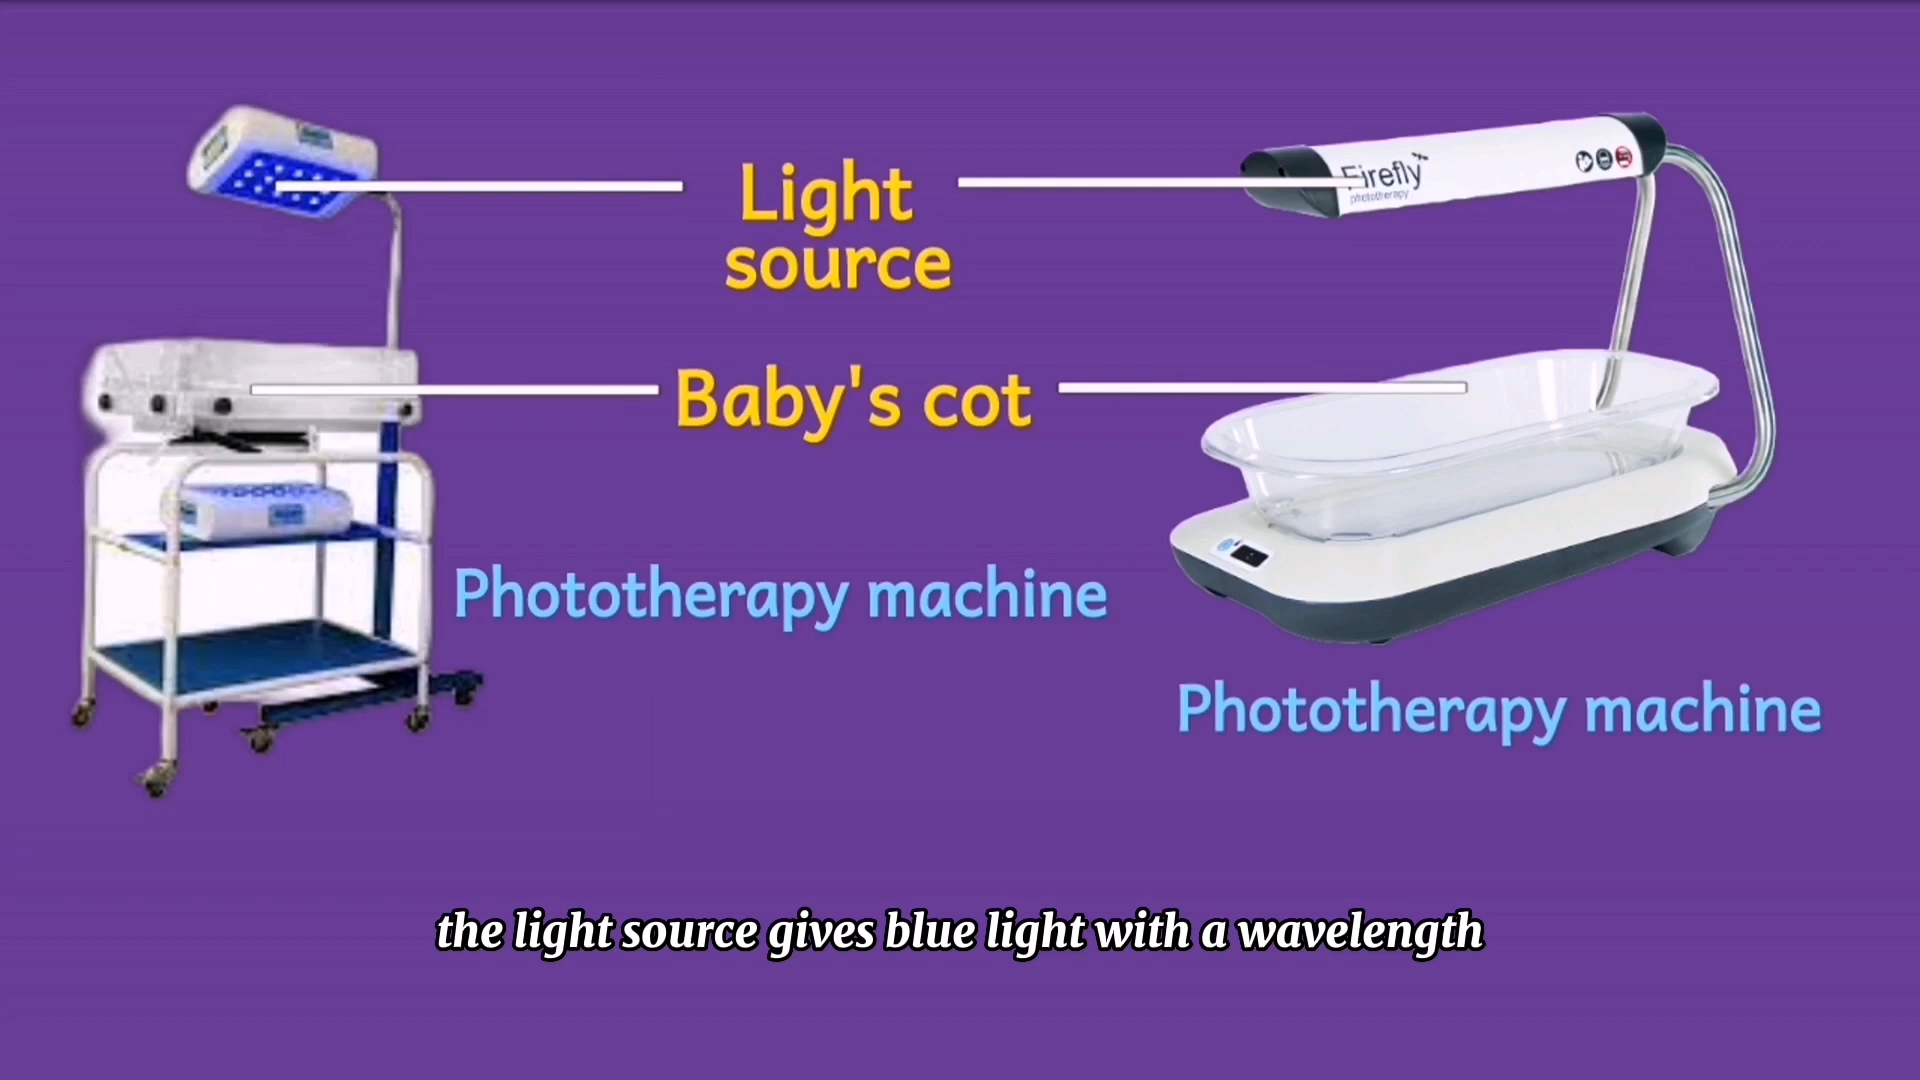 Light
source
Firefly
phototherapy
Baby's cot
Phototherapy machine
Phototherapy machine
the light source gives blue light with a wavelength